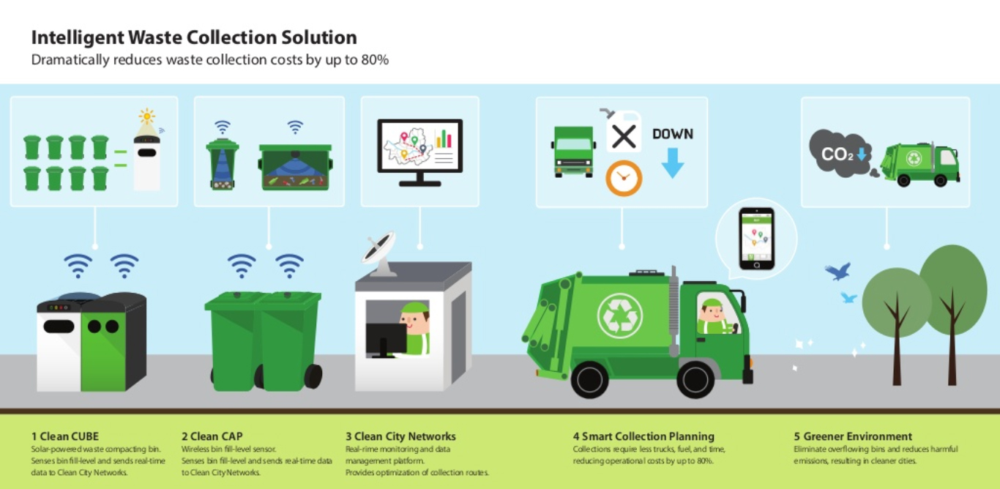 Intelligent Waste Collection Solution
Dramatically reduces waste collection costs by up to 80%
DOWN
CO₂
1 Clean CUBE
Solar-powered waste compacting bin.
Senses bin fill-level and sends real-time
data to Clean City Networks.
2 Clean CAP
Wireless bin fill-level sensor.
Senses bin fill-level and sends real-time data
to Clean City Networks.
3 Clean City Networks
Real-rime monitoring and data
management platform.
Provides optimization of collection routes.
4 Smart Collection Planning
Collections require less trucks, fuel, and time,
reducing operational costs by up to 80%.
5 Greener Environment
Eliminate overflowing bins and reduces harmful
emissions, resulting in cleaner cities.